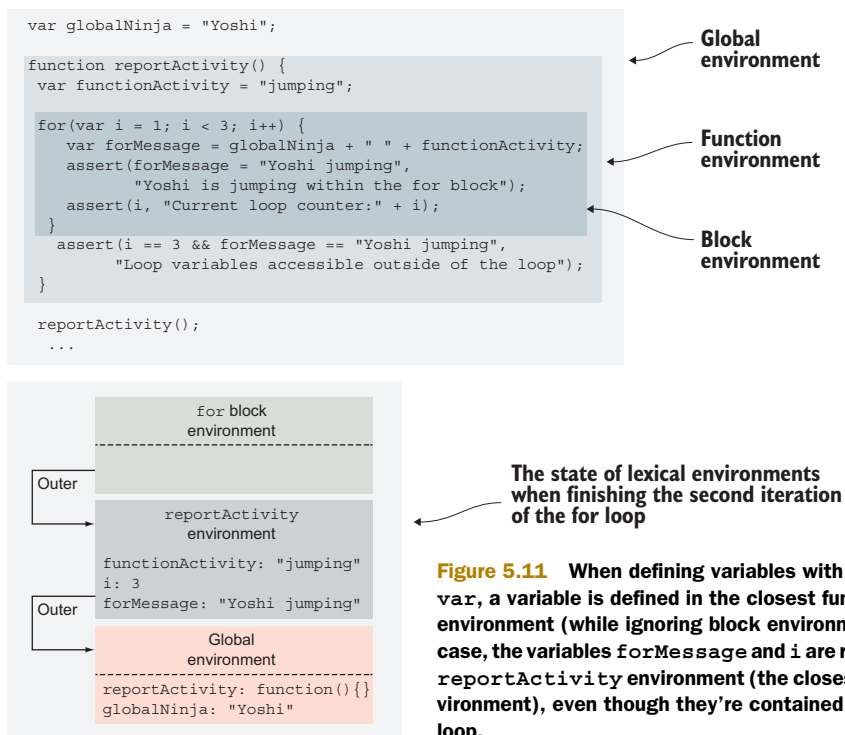 var globalNinja = "Yoshi";
function reportActivity() {
var functionActivity = "jumping";
for(var i = 1; i < 3; i++) {
var forMessage = globalNinja + " " + functionActivity;
assert(forMessage = "Yoshi jumping",
"Yoshi is jumping within the for block");
assert(i, "Current loop counter:" + i);
}
assert(i == 3 && forMessage == "Yoshi jumping",
"Loop variables accessible outside of the loop");
}
reportActivity();
...
Global
environment
Function
environment
Block
environment
for block
environment
Outer
reportActivity
environment
functionActivity: "jumping"
i: 3
forMessage: "Yoshi jumping"
Outer
Global
environment
reportActivity: function(){}
globalNinja: "Yoshi"
The state of lexical environments
when finishing the second iteration
of the for loop
Figure 5.11 When defining variables with
var, a variable is defined in the closest
environment (while ignoring block
case, the variables forMessage and i are
reportActivity environment (the
even though they're contained
loop.